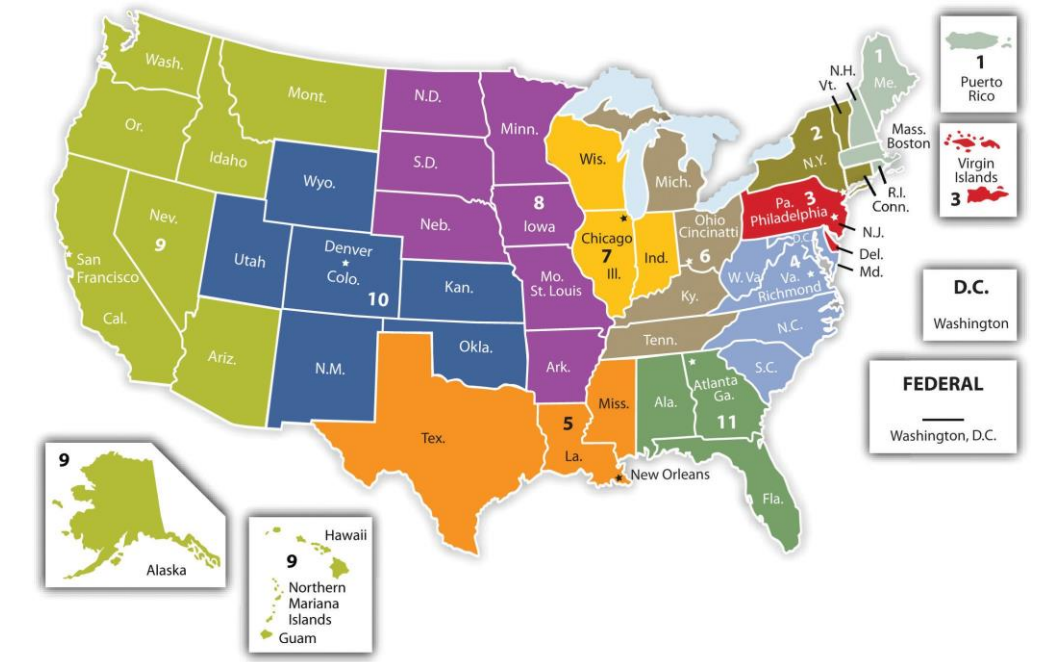 Wash.
Or.
Idaho
Mont.
Nev.
9
San
Francisco
Cal.
Ariz.
Wyo.
Utah
Denver
Colo.
10
N.M.
Kan.
Okla.
N.D.
S.D.
Neb.
Minn.
8
Iowa
Mo.
St. Louis
Ark.
Tex.
5
La.
Miss.
New Orleans
Wis.
Chicago
7
Ill.
Ind.
Mich.
Ohio
Cincinatti
6
Ky.
Tenn.
Ala.
Atlanta
Ga.
11
Fla.
S.C.
N.C.
W. Va.
4
Va.
Richmond
D.C.
Pa. 3
Philadelphia
2
N.Y.
Vt.
N.H.
1
Me.
Mass.
Boston
R.I.
Conn.
N.J.
Del.
Md.
1
Puerto
Rico
Virgin
Islands
3
D.C.
Washington
FEDERAL
Washington, D.C.
9
Alaska
Hawaii
9
Northern
Mariana
Islands
Guam